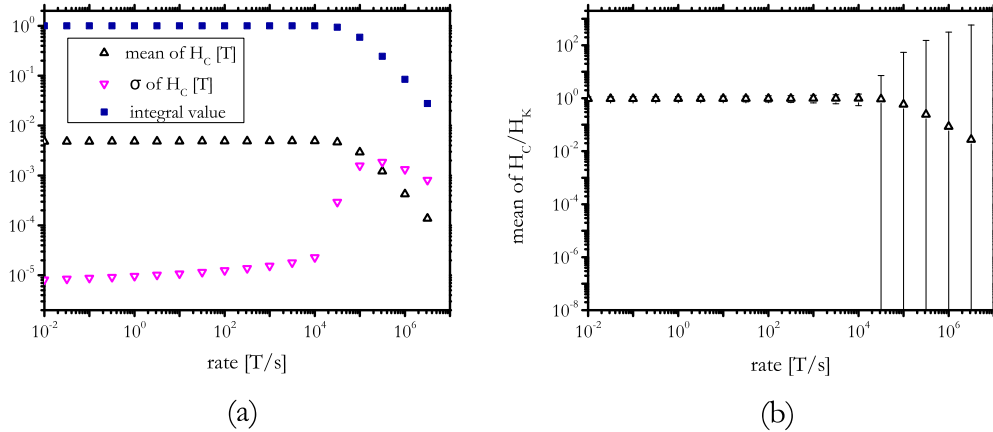 10^0
10^-1
10^-2
10^-3
10^-4
10^-5
mean of H_C [T]
σ of H_C [T]
integral value
10^-2 10^0 10^2 10^4 10^6
rate [T/s]
(a)
mean of H_C/H_K
10^2
10^0
10^-2
10^-4
10^-6
10^-8
10^-2 10^0 10^2 10^4 10^6
rate [T/s]
(b)